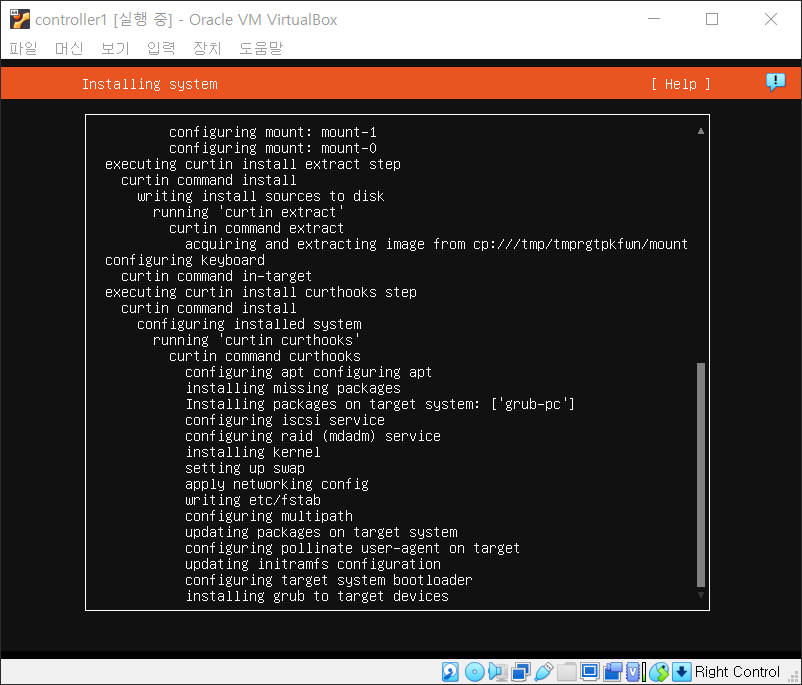 controller1 [실행 중] - Oracle VM VirtualBox
파일 머신 보기 입력 장치 도움말
Installing system [ Help ]
configuring mount: mount-1
configuring mount: mount-0
executing curtin install extract step
curtin command install
writing install sources to disk
running 'curtin extract'
curtin command extract
acquiring and extracting image from cp:///tmp/tmprgtpkfwn/mount
configuring keyboard
curtin command in-target
executing curtin install curthooks step
curtin command install
configuring installed system
running 'curtin curthooks'
curtin command curthooks
configuring apt configuring apt
installing missing packages
Installing packages on target system: ['grub-pc']
configuring iscsi service
configuring raid (mdadm) service
installing kernel
setting up swap
apply networking config
writing etc/fstab
configuring multipath
updating packages on target system
configuring pollinate user-agent on target
updating initramfs configuration
configuring target system bootloader
installing grub to target devices
Right Control